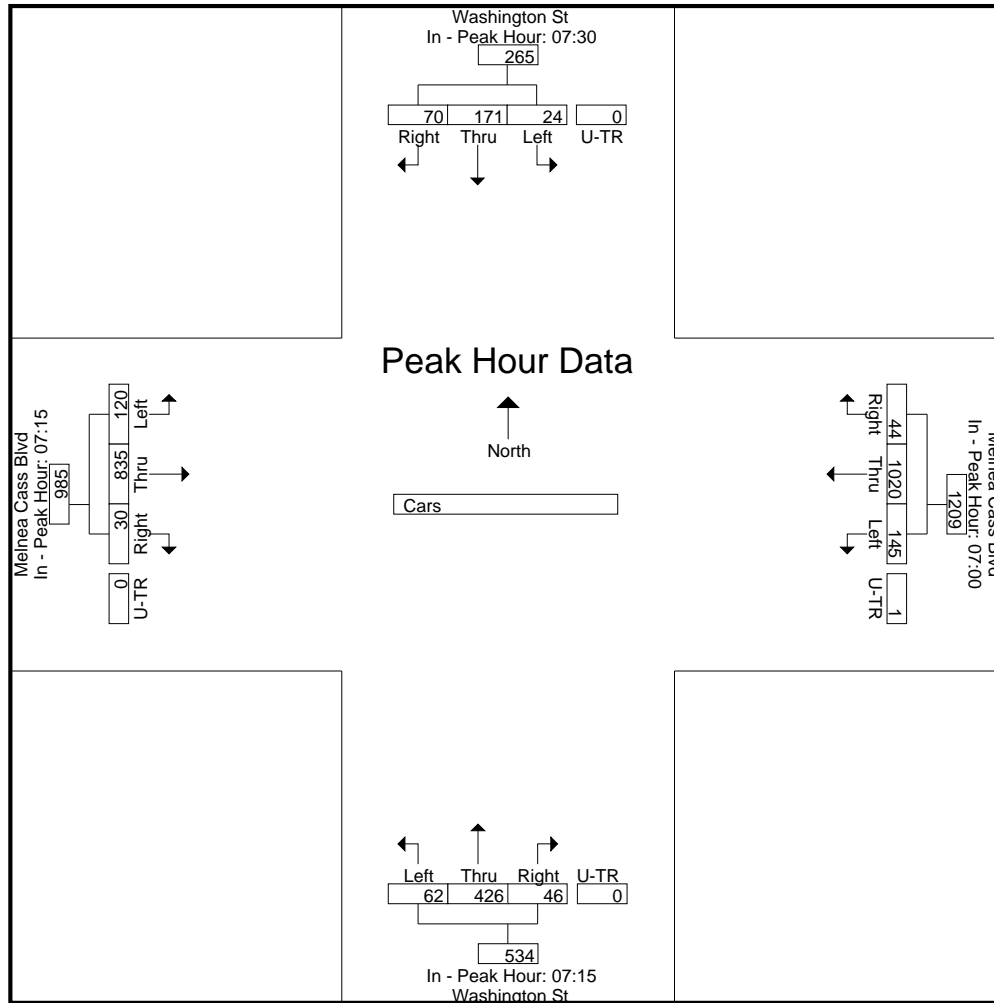 Washington St
In - Peak Hour: 07:30
265
70 171 24 0
Right Thru Left U-TR
Peak Hour Data
North
Cars
Melnea Cass Blvd
In - Peak Hour: 07:15
985
120 835 30 0
Left Thru Right U-TR
Melnea Cass Blvd
In - Peak Hour: 07:00
1209
44 1020 145 1
Right Thru Left U-TR
Left Thru Right U-TR
62 426 46 0
534
In - Peak Hour: 07:15
Washington St